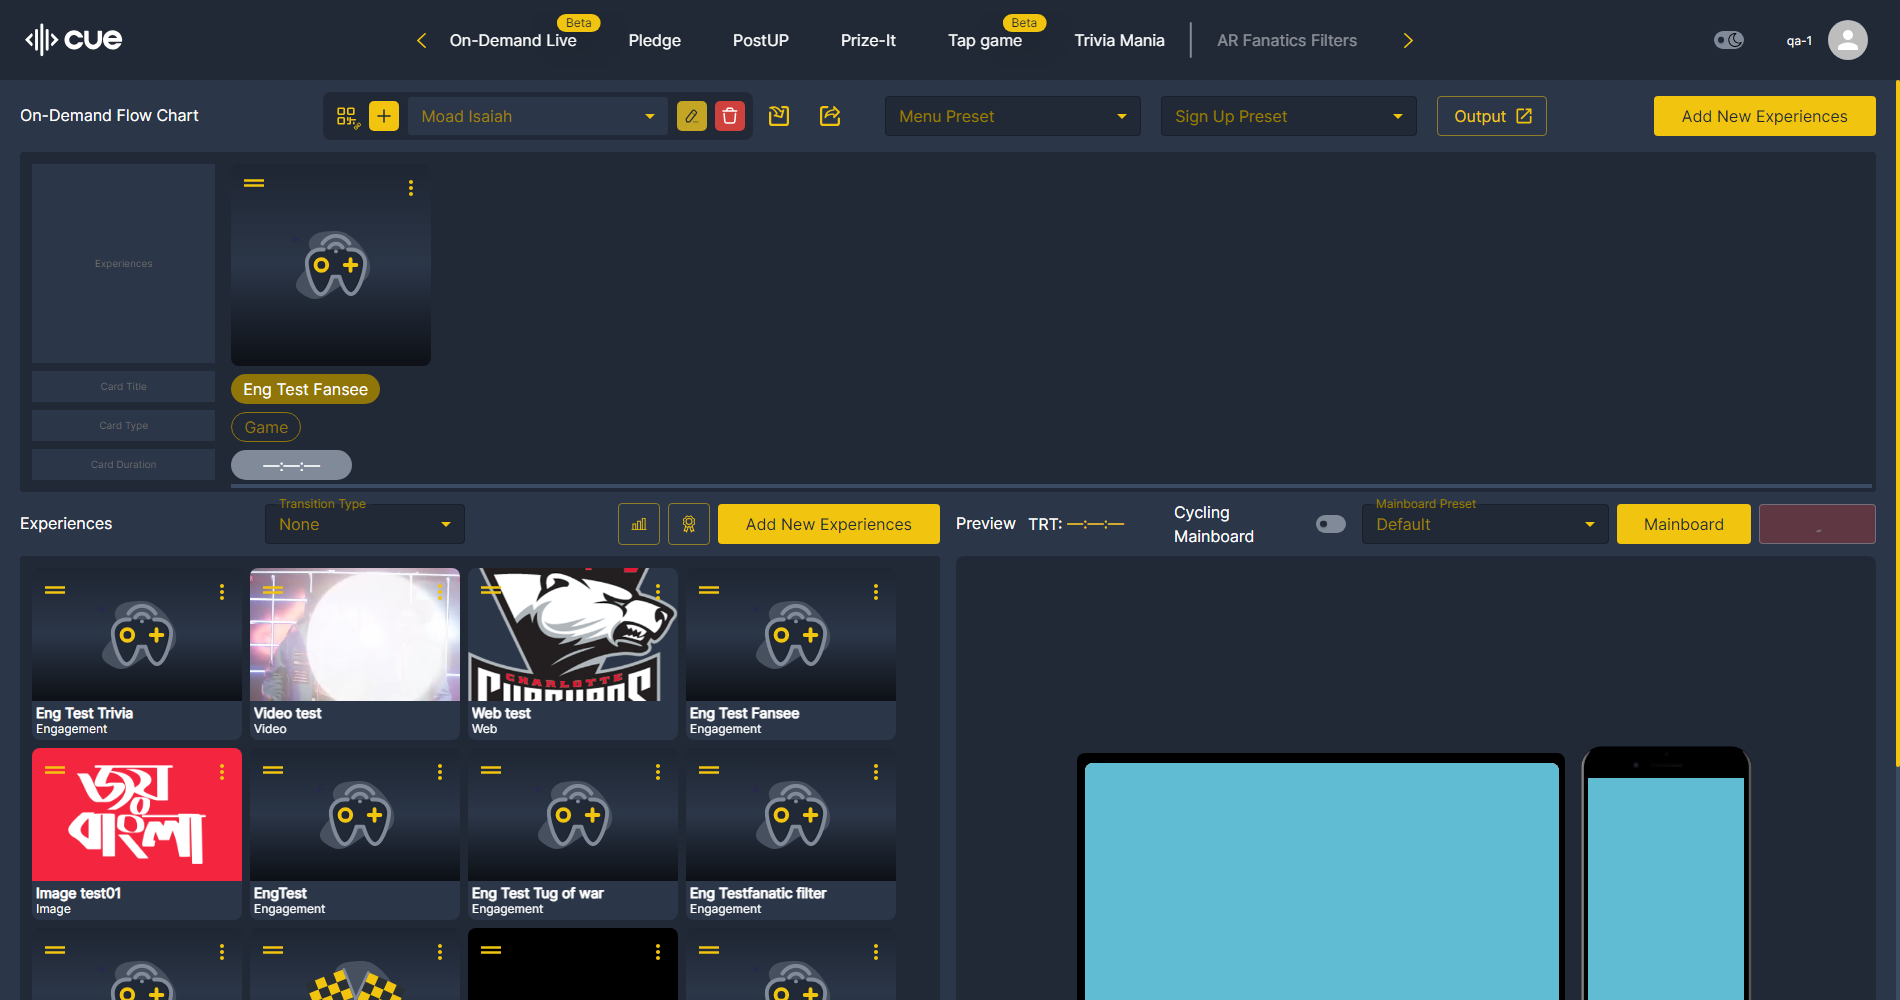 cue
On-Demand Live
Beta
Pledge
PostUP
Prize-It
Tap game
Beta
Trivia Mania
AR Fanatics Filters
qa-1
On-Demand Flow Chart
Moad Isaiah
Menu Preset
Sign Up Preset
Output
Add New Experiences
Experiences
Card Title
Eng Test Fansee
Card Type
Game
Card Duration
—:—:—
Experiences
Transition Type
None
Add New Experiences
Preview
TRT: —:—:—
Cycling
Mainboard
Mainboard Preset
Default
Mainboard
-
Eng Test Trivia
Engagement
Video test
Video
CHARLOTTE
Web test
Web
Eng Test Fansee
Engagement
জয়
বাংলা
Image test01
Image
EngTest
Engagement
Eng Test Tug of war
Engagement
Eng Testfanatic filter
Engagement